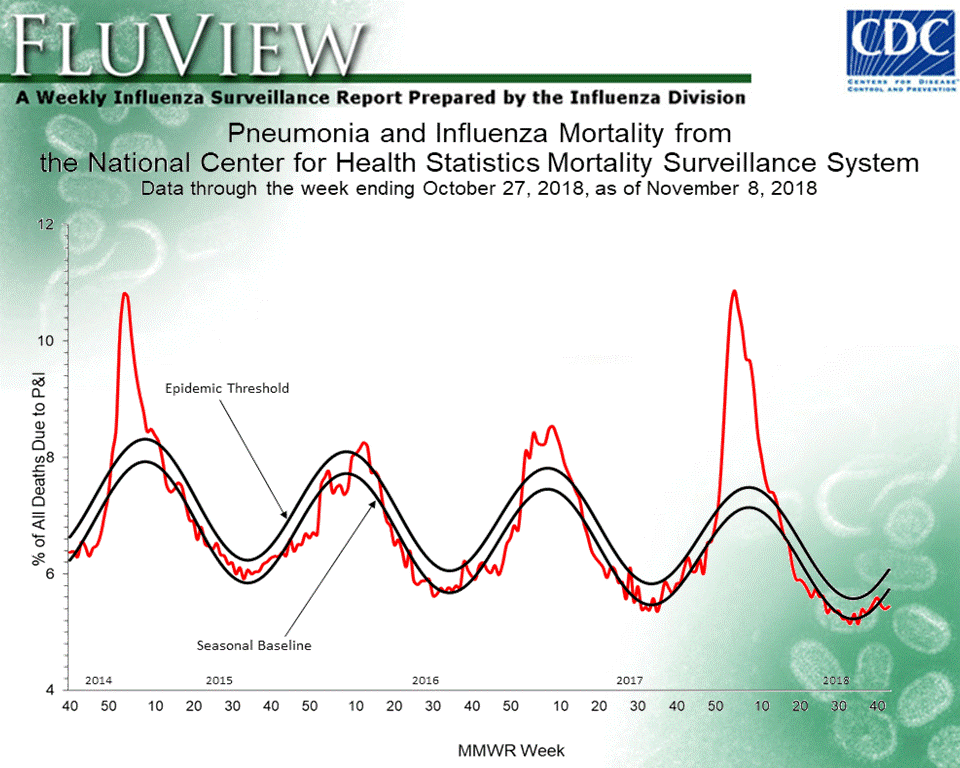 FLUVIEW
CDC
CENTERS FOR DISEASE
CONTROL AND PREVENTION
A Weekly Influenza Surveillance Report Prepared by the Influenza Division
Pneumonia and Influenza Mortality from
the National Center for Health Statistics Mortality Surveillance System
Data through the week ending October 27, 2018, as of November 8, 2018
% of All Deaths Due to P&I
12
10
8
6
4
Epidemic Threshold
Seasonal Baseline
2014 2015 2016 2017 2018
40 50 10 20 30 40 50 10 20 30 40 50 10 20 30 40 50 10 20 30 40
MMWR Week